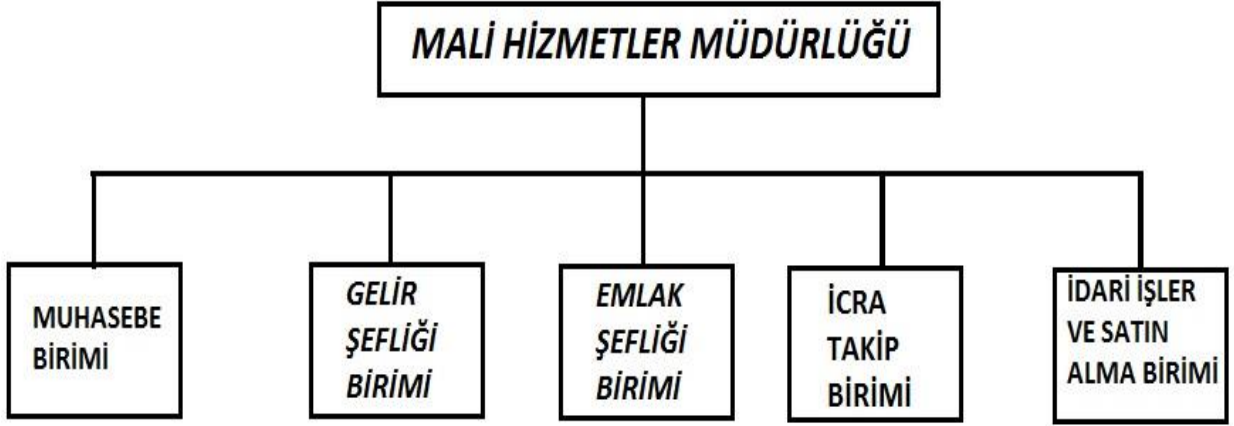 MALİ HİZMETLER MÜDÜRLÜĞÜ
MUHASEBE
BİRİMİ
GELİR
ŞEFLİĞİ
BİRİMİ
EMLAK
ŞEFLİĞİ
BİRİMİ
İCRA
TAKİP
BİRİMİ
İDARİ İŞLER
VE SATIN
ALMA BİRİMİ